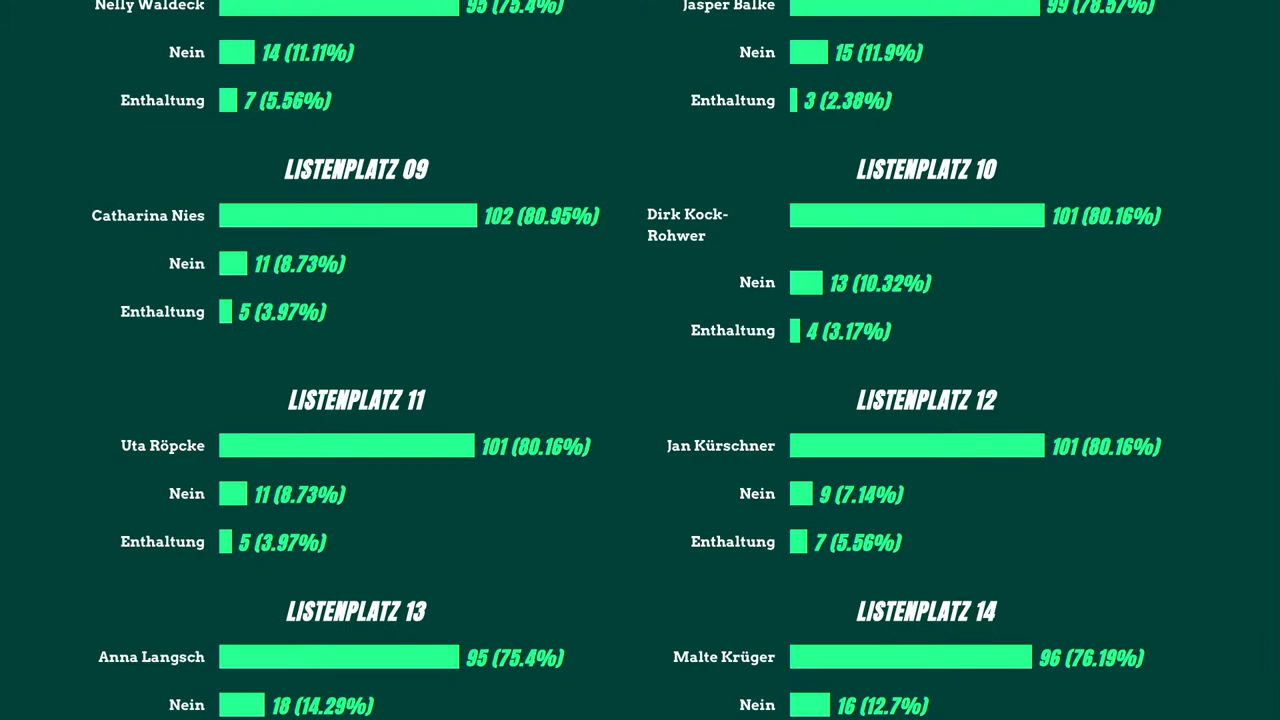 Nelly Waldeck 95 (75.4%)
Nein 14 (11.11%)
Enthaltung 7 (5.56%)
Jasper Balke 99 (78.57%)
Nein 15 (11.9%)
Enthaltung 3 (2.38%)
LISTENPLATZ 09
Catharina Nies 102 (80.95%)
Nein 11 (8.73%)
Enthaltung 5 (3.97%)
LISTENPLATZ 10
Dirk Kock-
Rohwer 101 (80.16%)
Nein 13 (10.32%)
Enthaltung 4 (3.17%)
LISTENPLATZ 11
Uta Röpcke 101 (80.16%)
Nein 11 (8.73%)
Enthaltung 5 (3.97%)
LISTENPLATZ 12
Jan Kürschner 101 (80.16%)
Nein 9 (7.14%)
Enthaltung 7 (5.56%)
LISTENPLATZ 13
Anna Langsch 95 (75.4%)
Nein 18 (14.29%)
LISTENPLATZ 14
Malte Krüger 96 (76.19%)
Nein 16 (12.7%)